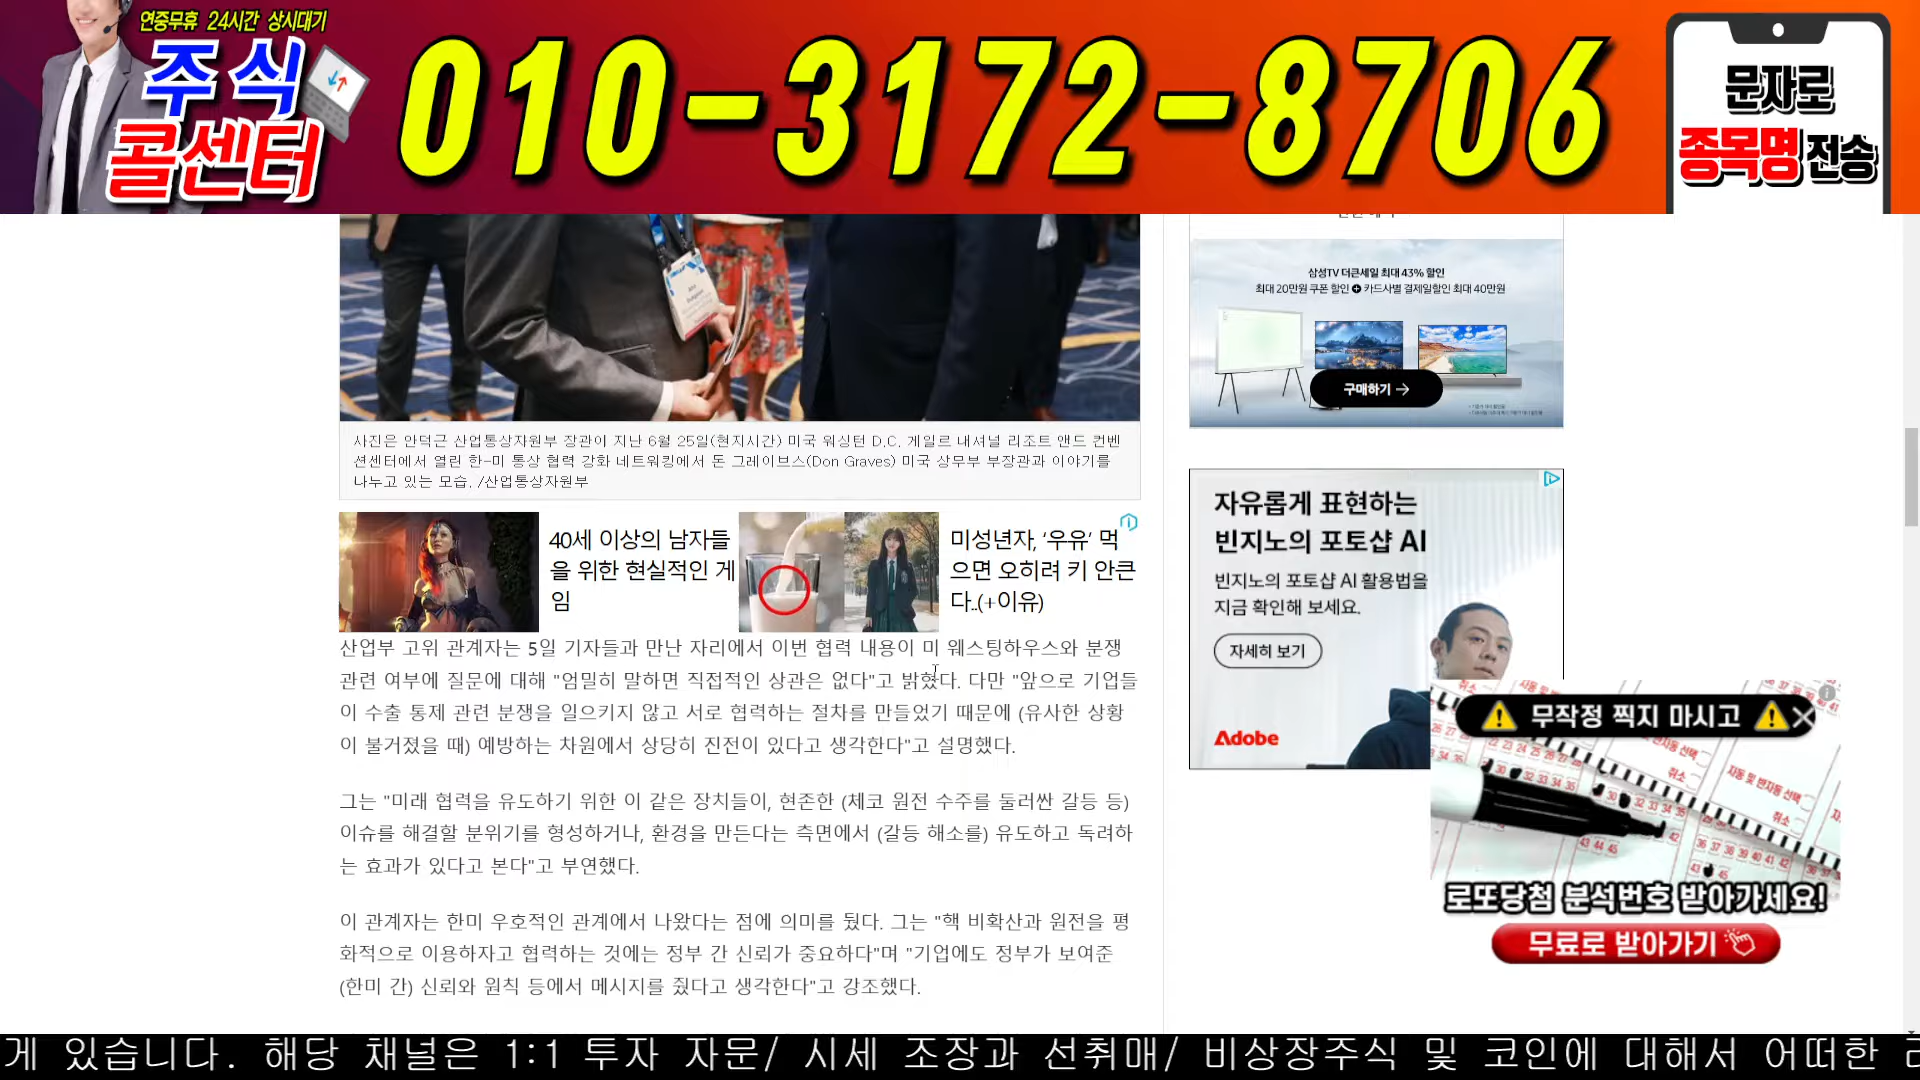 연중무휴 24시간 상시대기
주식
콜센터
010-3172-8706
문자로
종목명 전송
삼성TV 더큰세일 최대 43% 할인
최대 20만원 쿠폰 할인 + 카드사별 결제일할인 최대 40만원
구매하기 →
사진은 안덕근 산업통상자원부 장관이 지난 6월 25일(현지시간) 미국 워싱턴 D.C. 게일르 내셔널 리조트 앤드 컨벤
션센터에서 열린 한-미 통상 협력 강화 네트워킹에서 돈 그레이브스(Don Graves) 미국 상무부 부장관과 이야기를
나누고 있는 모습. /산업통상자원부
40세 이상의 남자들
을 위한 현실적인 게
임
미성년자, ‘우유’ 먹
으면 오히려 키 안큰
다..(+이유)
산업부 고위 관계자는 5일 기자들과 만난 자리에서 이번 협력 내용이 미 웨스팅하우스와 분쟁
관련 여부에 질문에 대해 "엄밀히 말하면 직접적인 상관은 없다"고 밝혔다. 다만 "앞으로 기업들
이 수출 통제 관련 분쟁을 일으키지 않고 서로 협력하는 절차를 만들었기 때문에 (유사한 상황
이 불거졌을 때) 예방하는 차원에서 상당히 진전이 있다고 생각한다"고 설명했다.
그는 "미래 협력을 유도하기 위한 이 같은 장치들이, 현존한 (체코 원전 수주를 둘러싼 갈등 등)
이슈를 해결할 분위기를 형성하거나, 환경을 만든다는 측면에서 (갈등 해소를) 유도하고 독려하
는 효과가 있다고 본다"고 부연했다.
이 관계자는 한미 우호적인 관계에서 나왔다는 점에 의미를 뒀다. 그는 "핵 비확산과 원전을 평
화적으로 이용하자고 협력하는 것에는 정부 간 신뢰가 중요하다"며 "기업에도 정부가 보여준
(한미 간) 신뢰와 원칙 등에서 메시지를 줬다고 생각한다"고 강조했다.
자유롭게 표현하는
빈지노의 포토샵 AI
빈지노의 포토샵 AI 활용법을
지금 확인해 보세요.
자세히 보기
Adobe
무작정 찍지 마시고
로또당첨 분석번호 받아가세요!
무료로 받아가기
게 있습니다. 해당 채널은 1:1 투자 자문/ 시세 조장과 선취매/ 비상장주식 및 코인에 대해서 어떠한